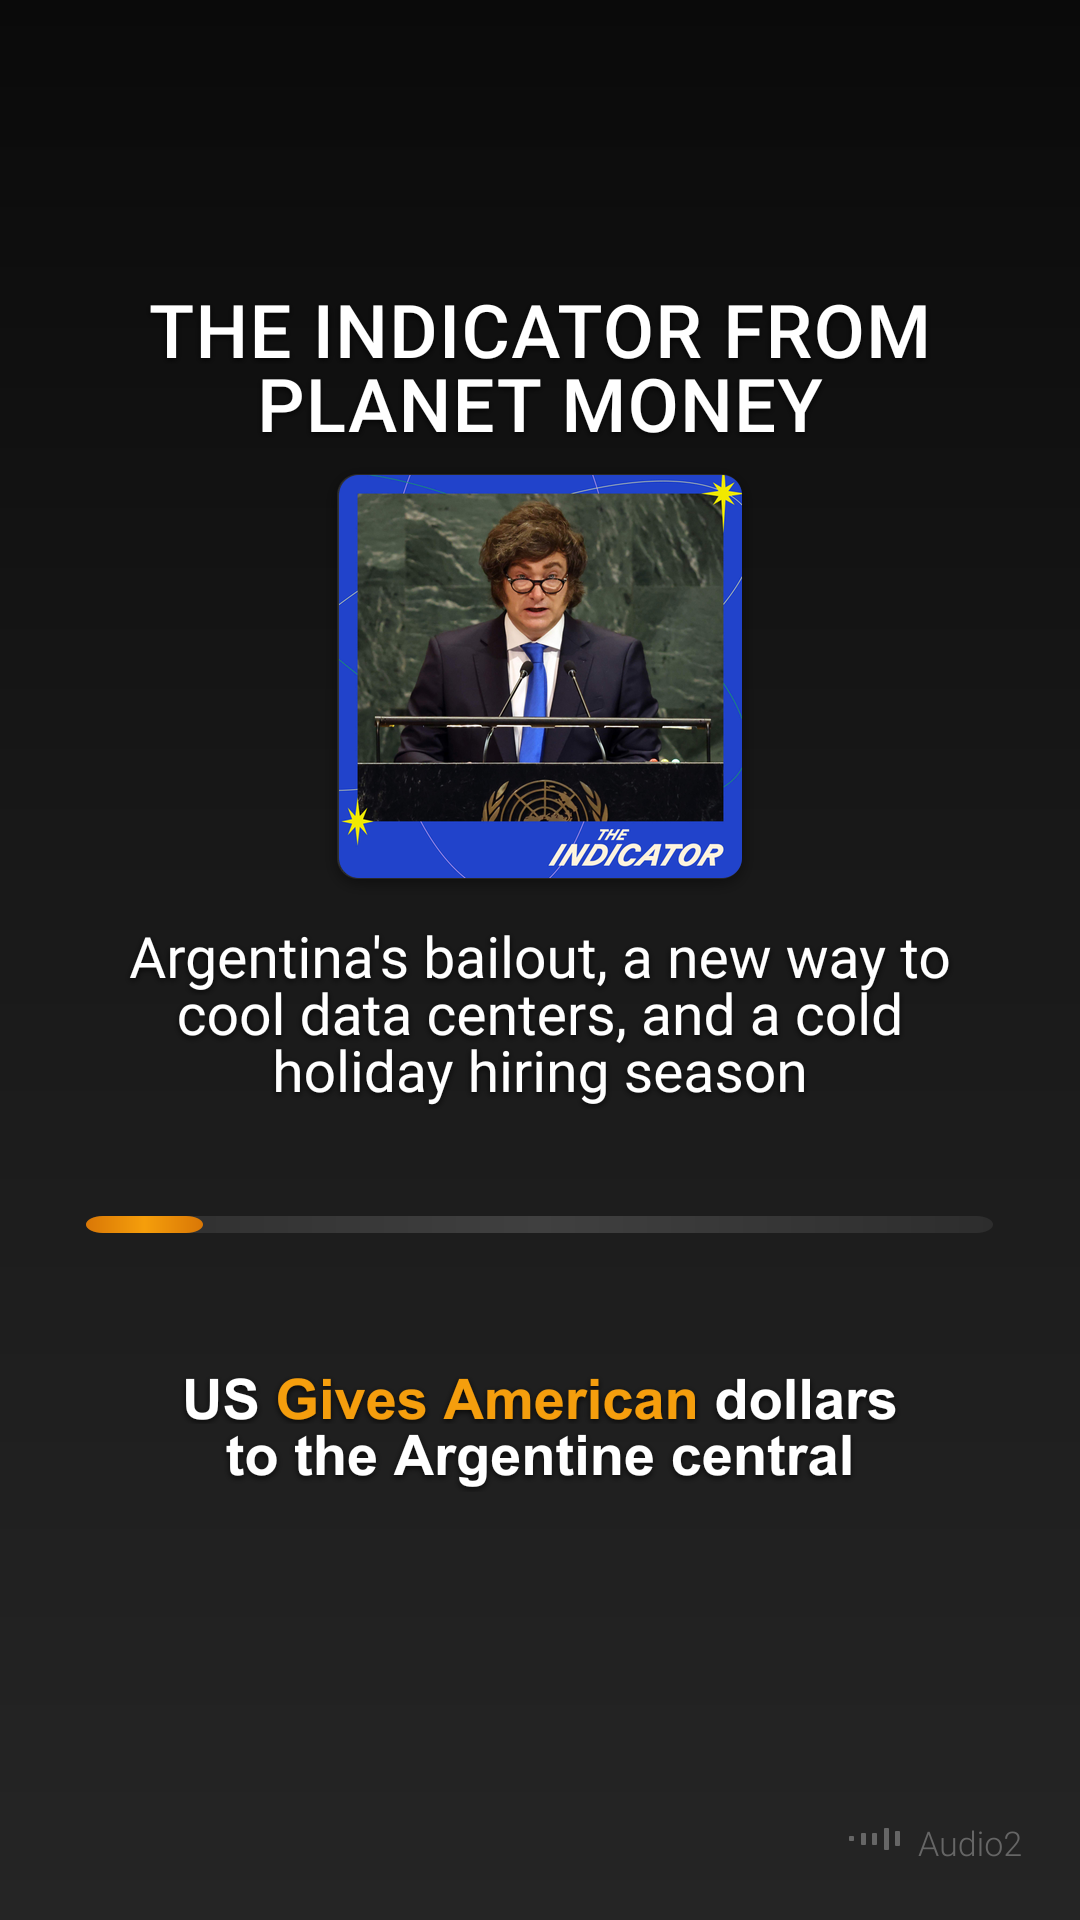 THE INDICATOR FROM
PLANET MONEY
THE
INDICATOR
Argentina's bailout, a new way to
cool data centers, and a cold
holiday hiring season
US Gives American dollars
to the Argentine central
Audio2